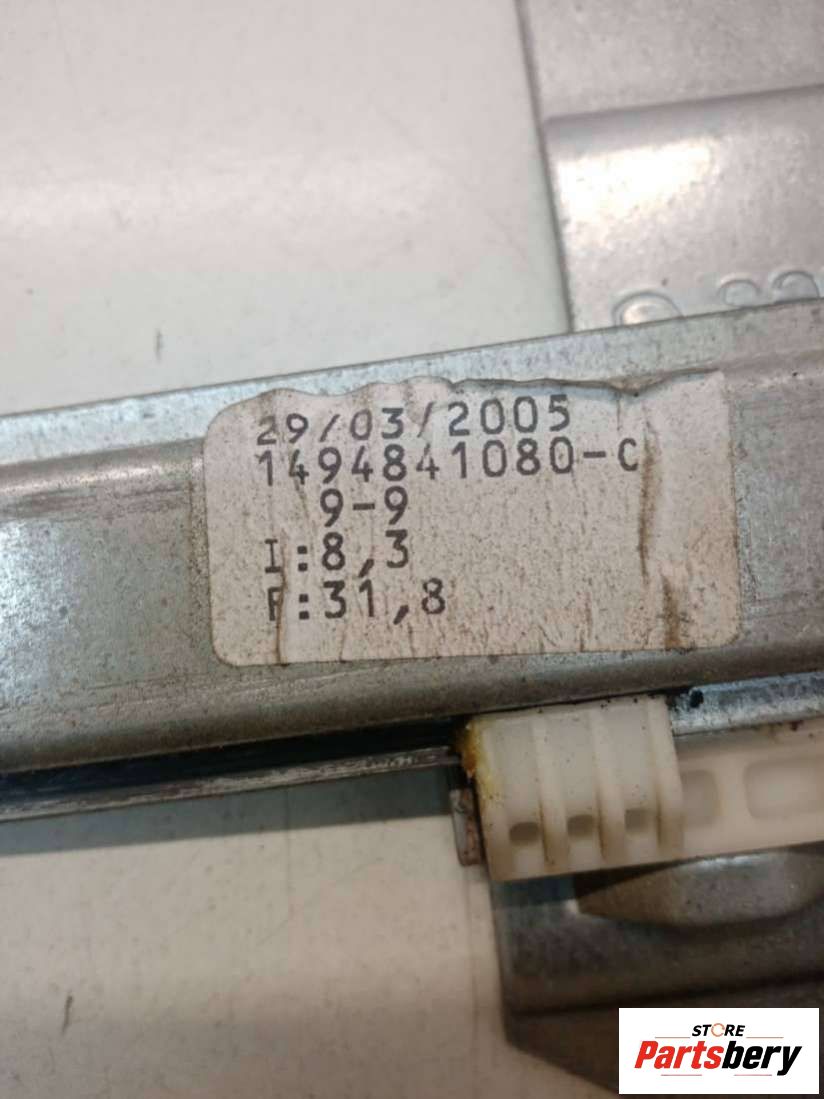 29/03/2005
1494841080-C
9-9
I:8,3
F:31,8
STORE
Partsbery